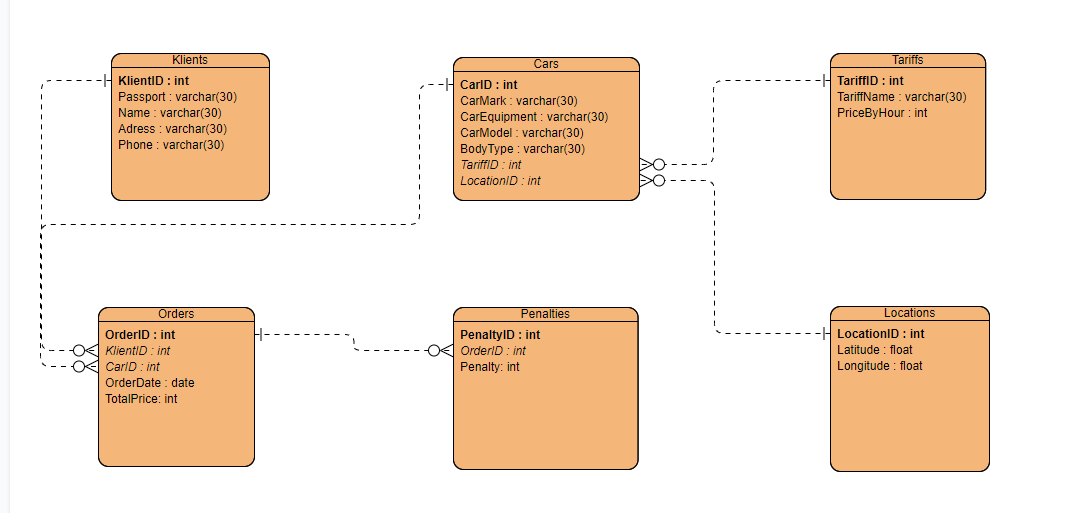 Klients
KlientID : int
Passport : varchar(30)
Name : varchar(30)
Adress : varchar(30)
Phone : varchar(30)
Cars
CarID : int
CarMark : varchar(30)
CarEquipment : varchar(30)
CarModel : varchar(30)
BodyType : varchar(30)
TariffID : int
LocationID : int
Tariffs
TariffID : int
TariffName : varchar(30)
PriceByHour : int
Orders
OrderID : int
KlientID : int
CarID : int
OrderDate : date
TotalPrice: int
Penalties
PenaltyID : int
OrderID : int
Penalty: int
Locations
LocationID : int
Latitude : float
Longitude : float